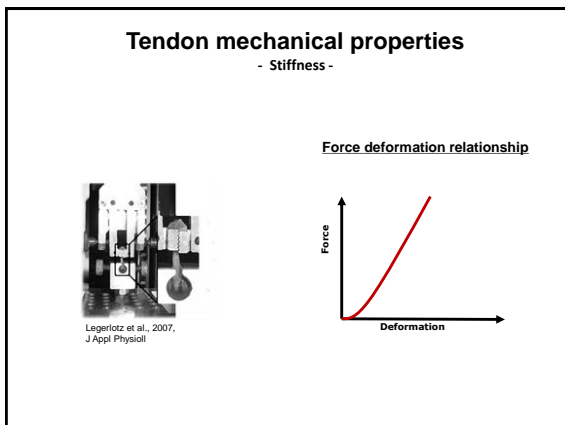 Tendon mechanical properties
- Stiffness -
Force deformation relationship
Force
Deformation
Legerlotz et al., 2007,
J Appl Physioll